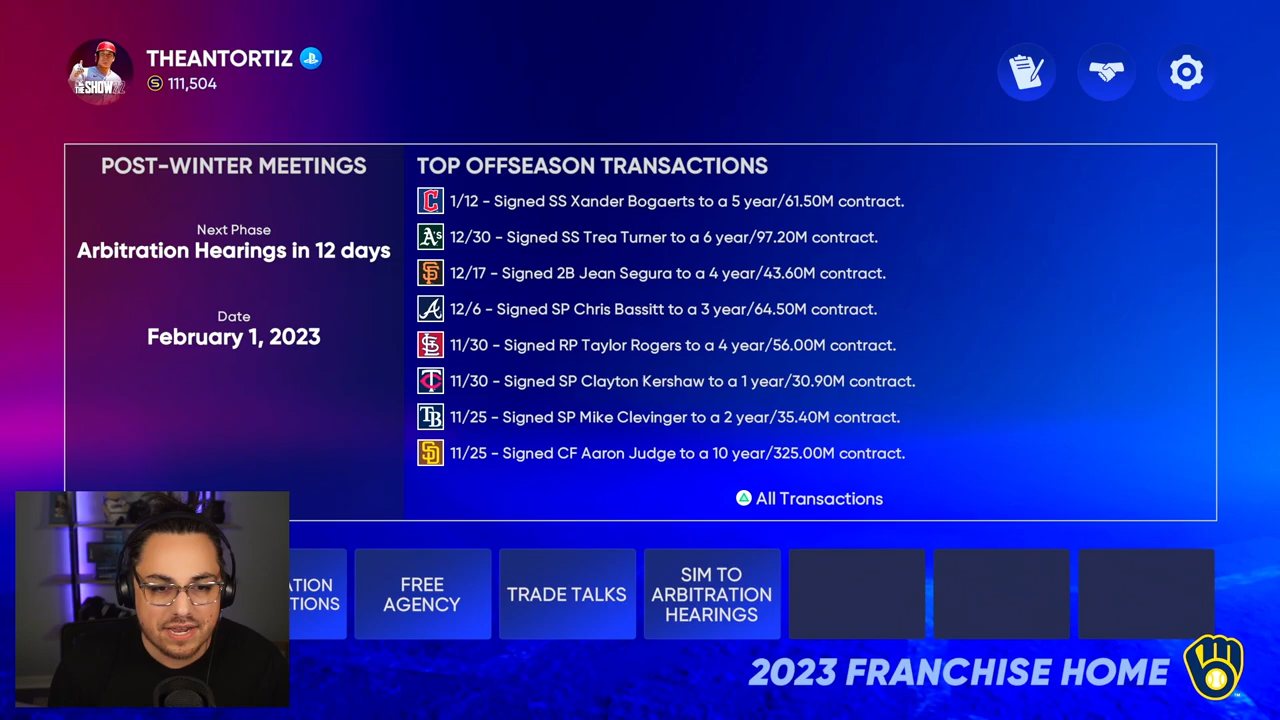 THEANTORTIZ
111,504
POST-WINTER MEETINGS
Next Phase
Arbitration Hearings in 12 days
Date
February 1, 2023
TOP OFFSEASON TRANSACTIONS
1/12 - Signed SS Xander Bogaerts to a 5 year/61.50M contract.
12/30 - Signed SS Trea Turner to a 6 year/97.20M contract.
12/17 - Signed 2B Jean Segura to a 4 year/43.60M contract.
12/6 - Signed SP Chris Bassitt to a 3 year/64.50M contract.
11/30 - Signed RP Taylor Rogers to a 4 year/56.00M contract.
11/30 - Signed SP Clayton Kershaw to a 1 year/30.90M contract.
11/25 - Signed SP Mike Clevinger to a 2 year/35.40M contract.
11/25 - Signed CF Aaron Judge to a 10 year/325.00M contract.
All Transactions
FREE
AGENCY
TRADE TALKS
SIM TO
ARBITRATION
HEARINGS
2023 FRANCHISE HOME